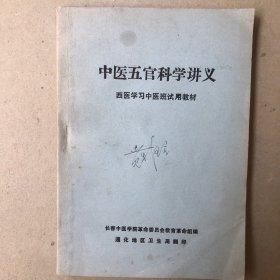 中医五官科学讲义
西医学习中医班试用教材
长春中医学院革命委员会教育革命组编
通化地区卫生局翻印